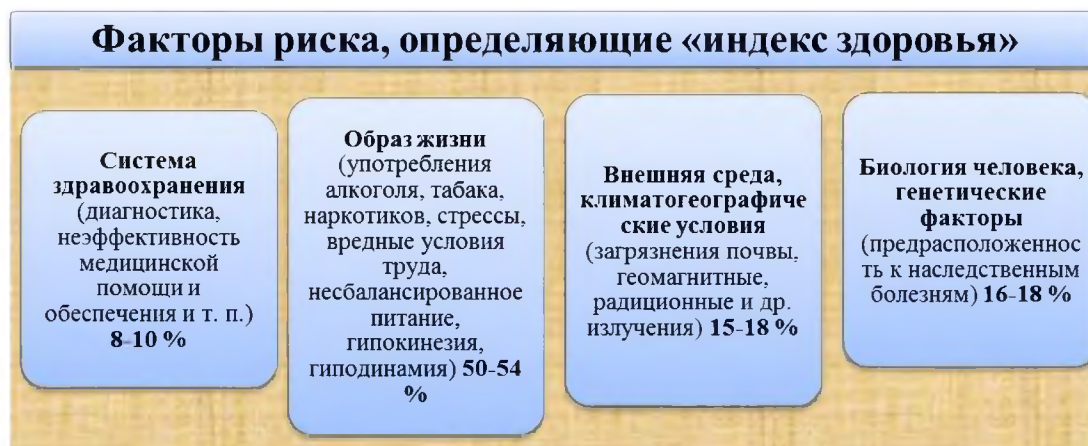 Факторы риска, определяющие «индекс здоровья»
Система
здравоохранения
(диагностика,
неэффективность
медицинской
помощи и
обеспечения и т. п.)
8-10 %
Образ жизни
(употребления
алкоголя, табака,
наркотиков, стрессы,
вредные условия
труда,
несбалансированное
питание,
гипокинезия,
гиподинамия) 50-54
%
Внешняя среда,
климатогеографиче
ские условия
(загрязнения почвы,
геомагнитные,
радиционные и др.
излучения) 15-18 %
Биология человека,
генетические
факторы
(предрасположеннос
ть к наследственным
болезням) 16-18 %